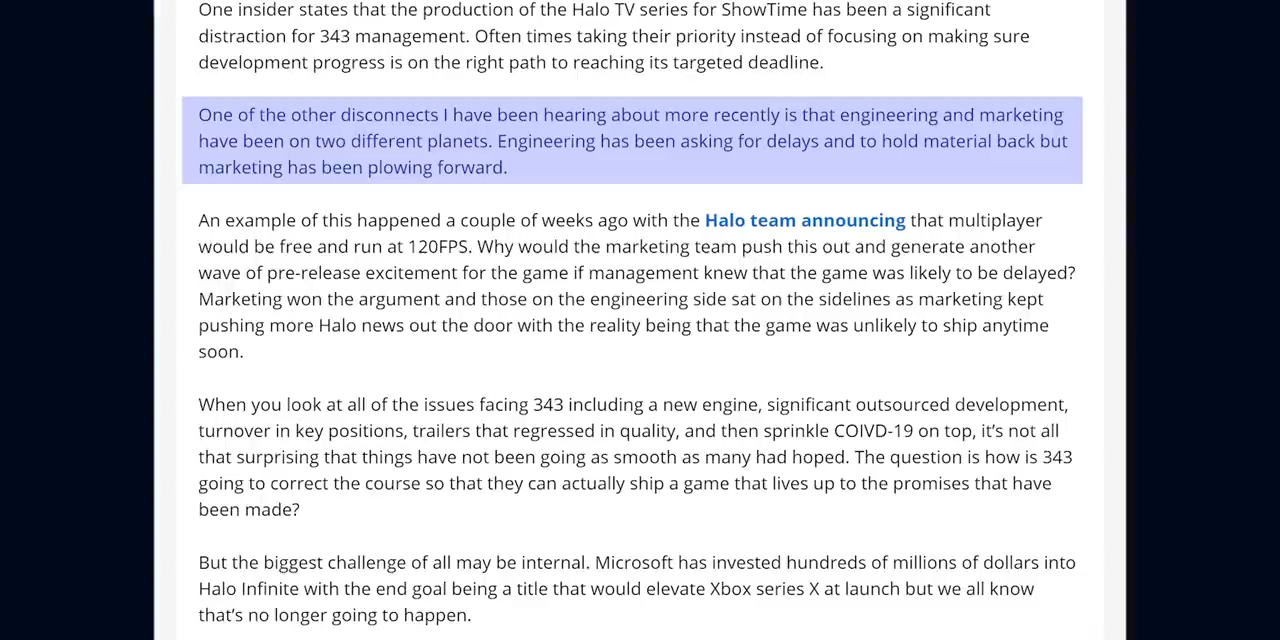 One insider states that the production of the Halo TV series for ShowTime has been a significant
distraction for 343 management. Often times taking their priority instead of focusing on making sure
development progress is on the right path to reaching its targeted deadline.
One of the other disconnects I have been hearing about more recently is that engineering and marketing
have been on two different planets. Engineering has been asking for delays and to hold material back but
marketing has been plowing forward.
An example of this happened a couple of weeks ago with the Halo team announcing that multiplayer
would be free and run at 120FPS. Why would the marketing team push this out and generate another
wave of pre-release excitement for the game if management knew that the game was likely to be delayed?
Marketing won the argument and those on the engineering side sat on the sidelines as marketing kept
pushing more Halo news out the door with the reality being that the game was unlikely to ship anytime
soon.
When you look at all of the issues facing 343 including a new engine, significant outsourced development,
turnover in key positions, trailers that regressed in quality, and then sprinkle COIVD-19 on top, it's not all
that surprising that things have not been going as smooth as many had hoped. The question is how is 343
going to correct the course so that they can actually ship a game that lives up to the promises that have
been made?
But the biggest challenge of all may be internal. Microsoft has invested hundreds of millions of dollars into
Halo Infinite with the end goal being a title that would elevate Xbox series X at launch but we all know
that's no longer going to happen.